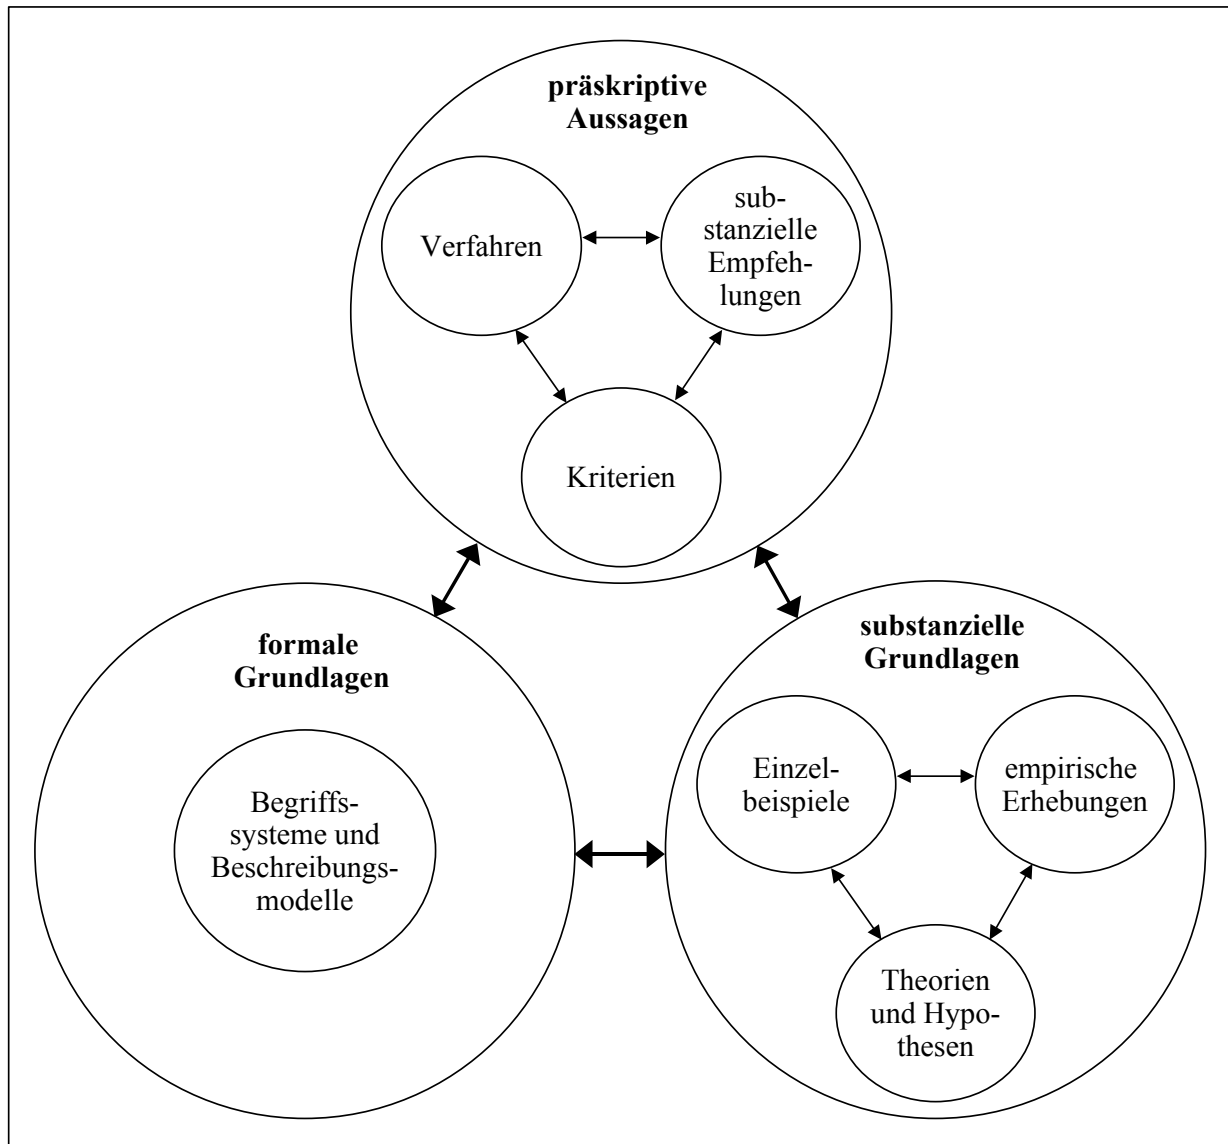 präskriptive
Aussagen
Verfahren
sub-
stanzielle
Empfeh-
lungen
Kriterien
formale
Grundlagen
Begriffs-
systeme und
Beschreibungs-
modelle
substanzielle
Grundlagen
Einzel-
beispiele
empirische
Erhebungen
Theorien
und Hypo-
thesen